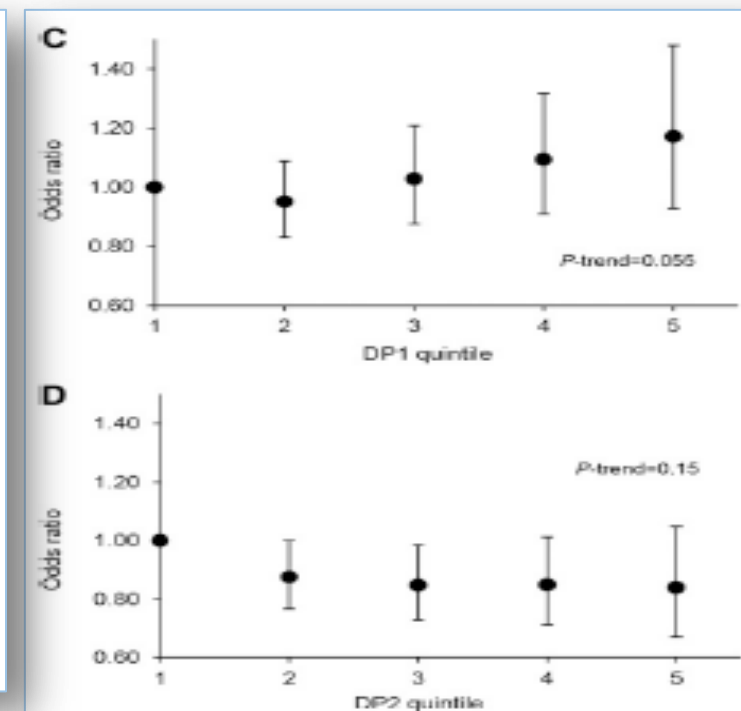 C
1.40
1.20
1.00
0.80
0.60
Odds ratio
P-trend=0.055
1 2 3 4 5
DP1 quintile
D
1.40
1.20
1.00
0.80
0.60
Odds ratio
P-trend=0.15
1 2 3 4 5
DP2 quintile